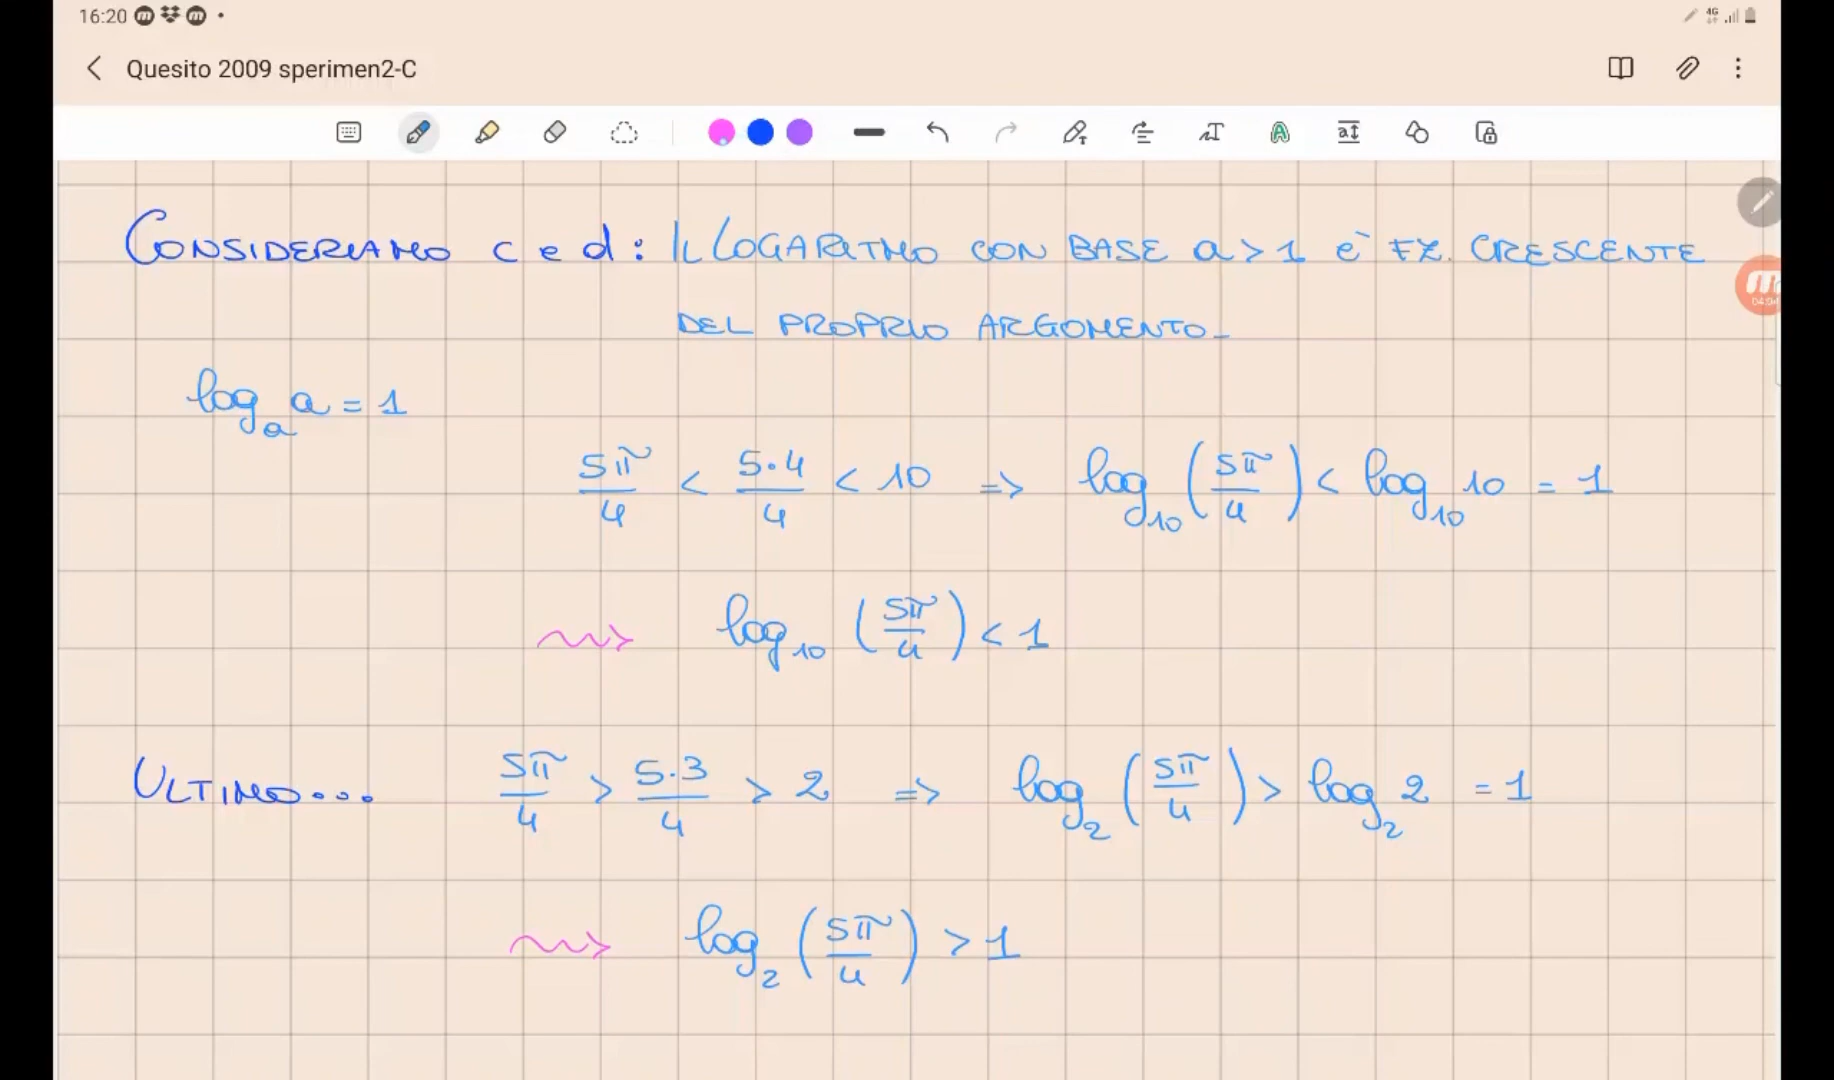 16:20
4G
Quesito 2009 sperimen2-C
CONSIDERIAMO c e d: IL LOGARITMO CON BASE a > 1 È FZ. CRESCENTE
DEL PROPRIO ARGOMENTO_
log_a a = 1
5π/4 < 5·4/4 < 10 => log_10 (5π/4) < log_10 10 = 1
log_10 (5π/4) < 1
ULTIMO... 5π/4 > 5·3/4 > 2 => log_2 (5π/4) > log_2 2 = 1
log_2 (5π/4) > 1